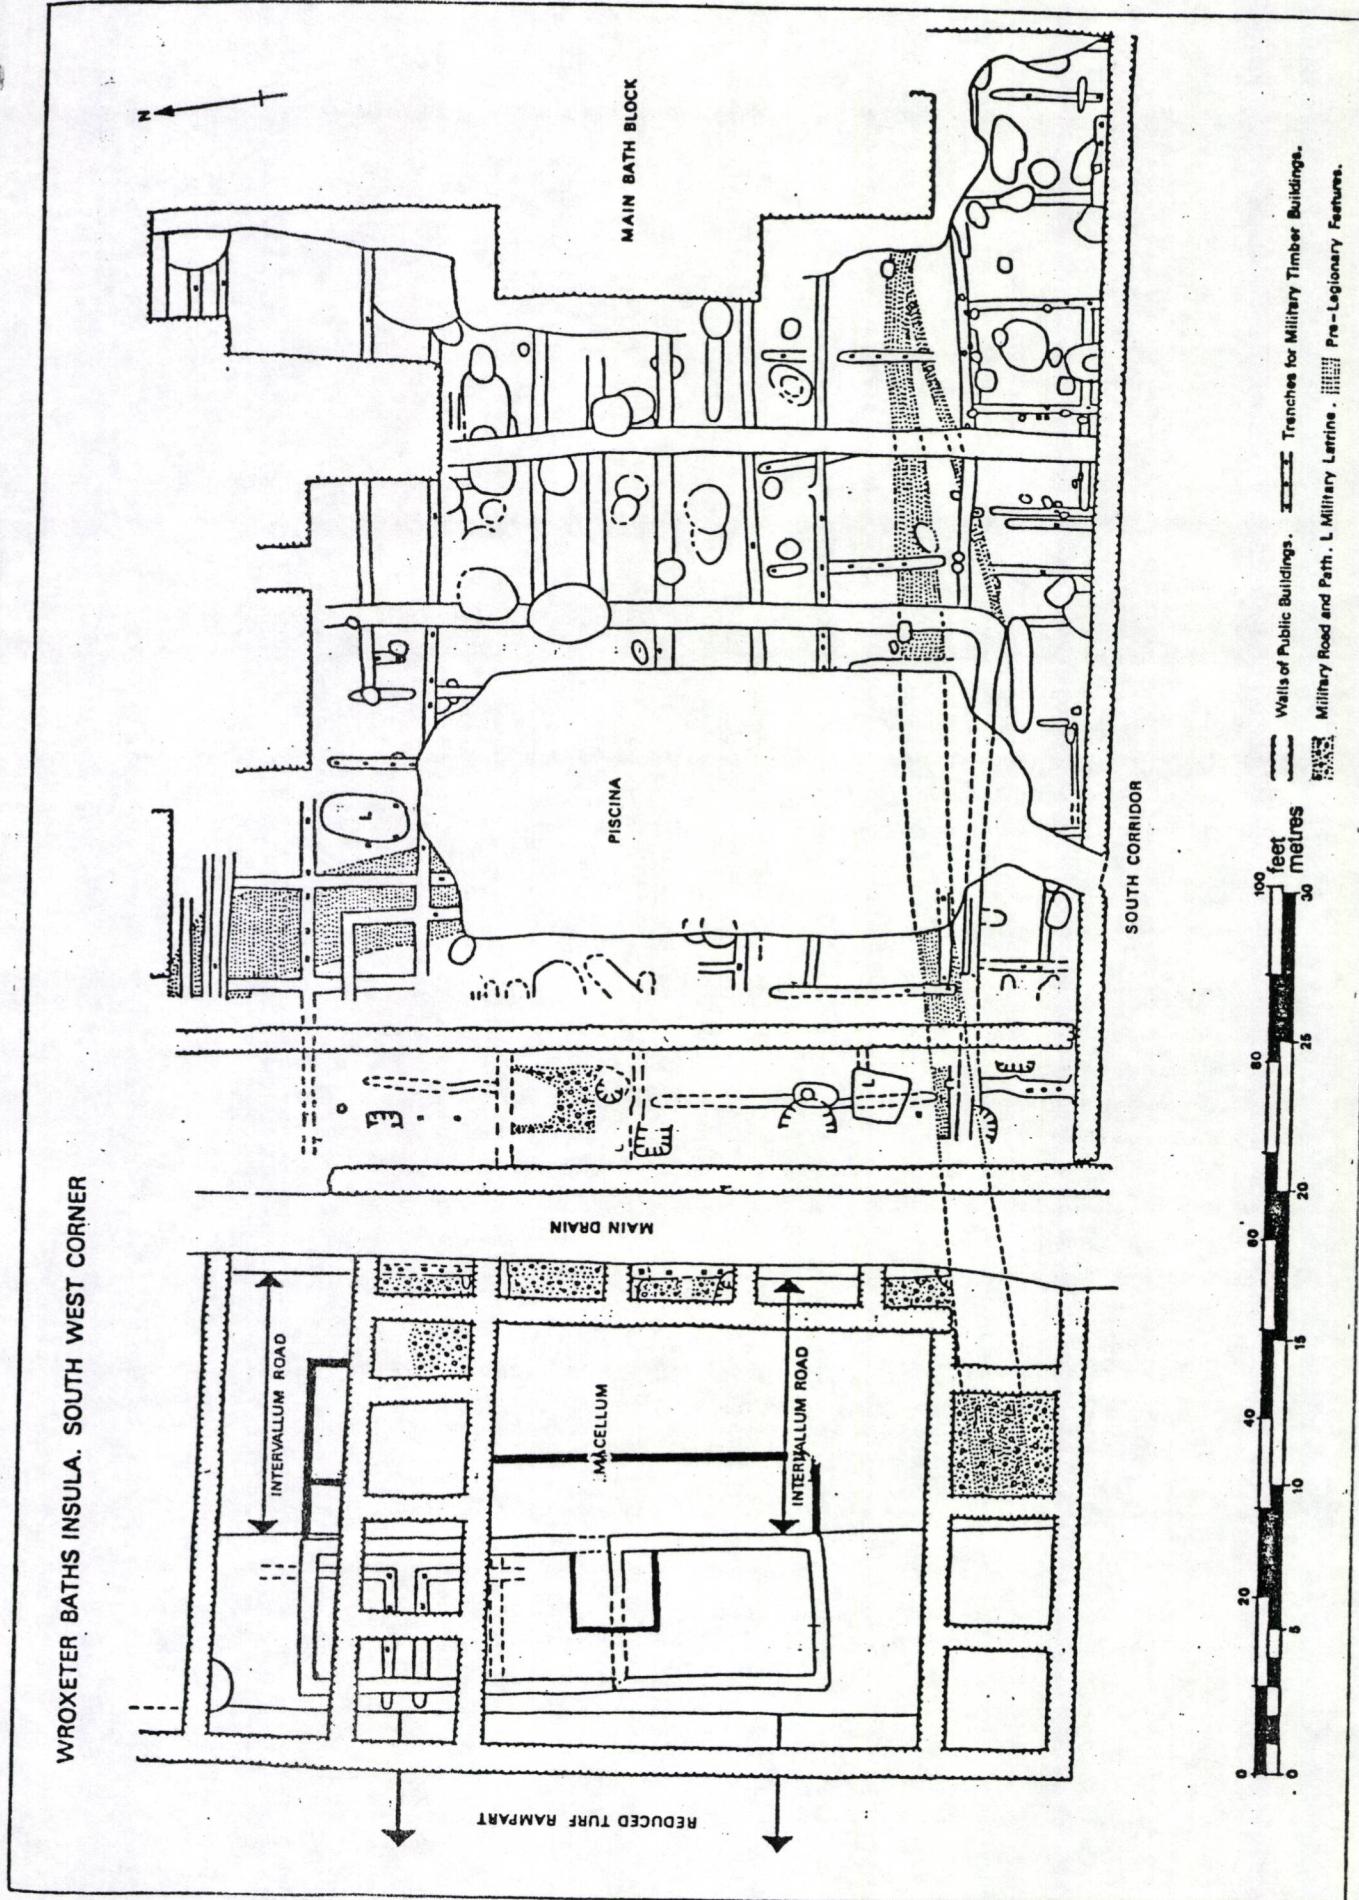 WROXETER BATHS INSULA. SOUTH WEST CORNER
N
MAIN BATH BLOCK
L
PISCINA
L
MAIN DRAIN
INTERVALLUM ROAD
MACELLUM
INTERVALLUM ROAD
REDUCED TURF RAMPART
SOUTH CORRIDOR
0 20 40 60 80 100 feet
0 5 10 15 20 25 30 metres
Walls of Public Buildings. Trenches for Military Timber Buildings.
Military Road and Path. L Military Latrine. Pre-Legionary Features.